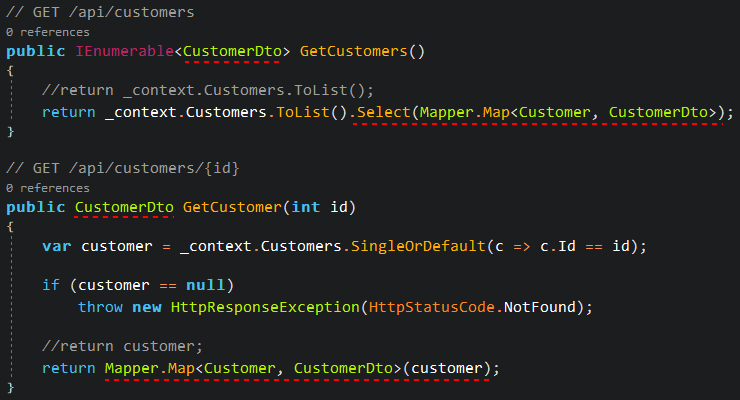 // GET /api/customers
0 references
public IEnumerable<CustomerDto> GetCustomers()
{
//return _context.Customers.ToList();
return _context.Customers.ToList().Select(Mapper.Map<Customer, CustomerDto>);
}
// GET /api/customers/{id}
0 references
public CustomerDto GetCustomer(int id)
{
var customer = _context.Customers.SingleOrDefault(c => c.Id == id);
if (customer == null)
throw new HttpResponseException(HttpStatusCode.NotFound);
//return customer;
return Mapper.Map<Customer, CustomerDto>(customer);
}